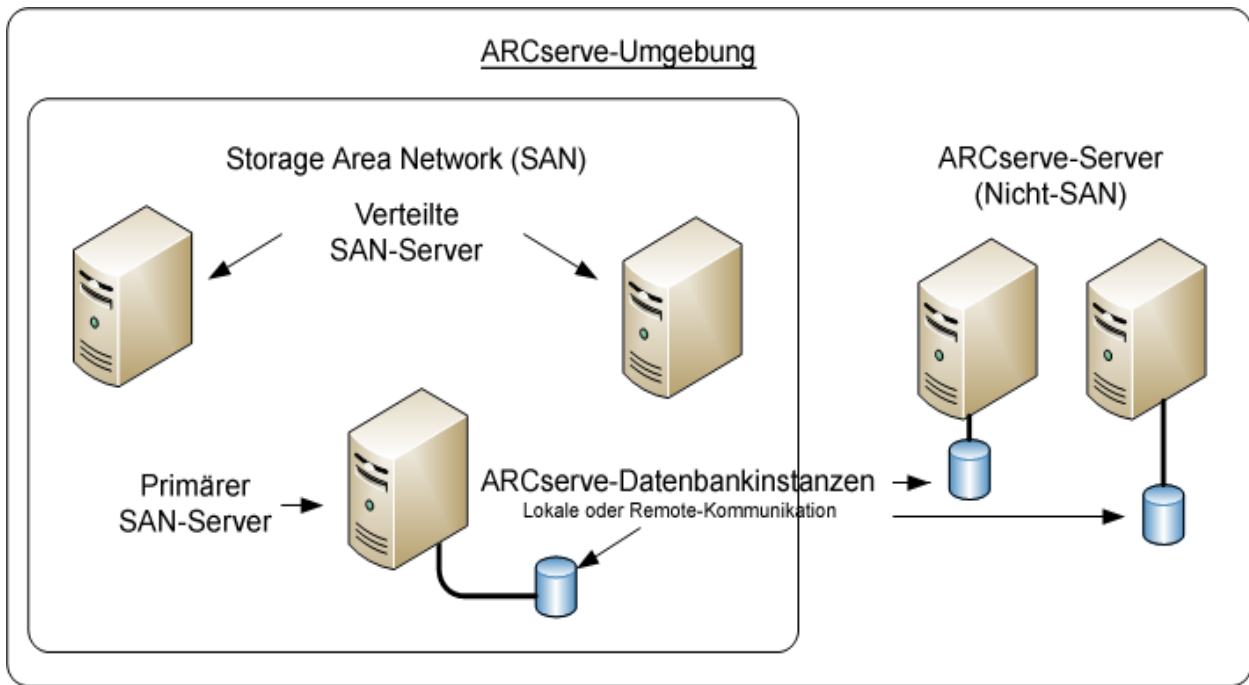 ARCserve-Umgebung
Storage Area Network (SAN)
Verteilte
SAN-Server
ARCserve-Server
(Nicht-SAN)
Primärer
SAN-Server
ARCserve-Datenbankinstanzen
Lokale oder Remote-Kommunikation